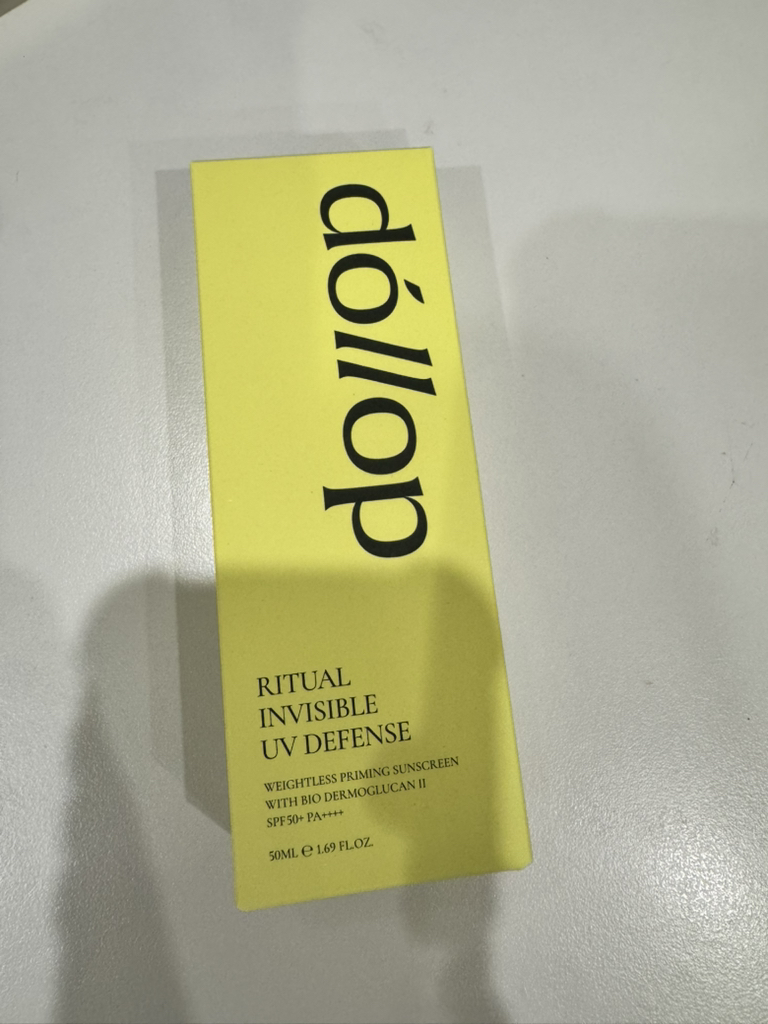 dóllop
RITUAL
INVISIBLE
UV DEFENSE
WEIGHTLESS PRIMING SUNSCREEN
WITH BIO DERMOGLUCAN II
SPF50+ PA++++
50ML ℮ 1.69 FL.OZ.